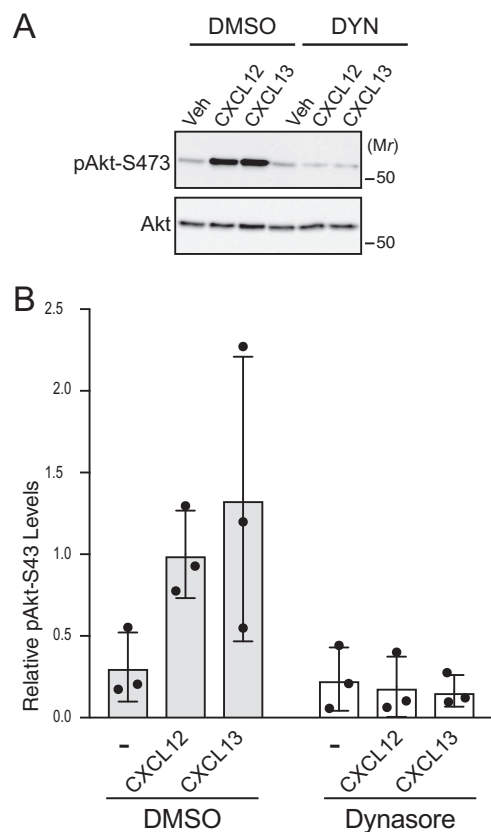 A
DMSO DYN
Veh CXCL12 CXCL13 Veh CXCL12 CXCL13
(Mr)
pAkt-S473
–50
Akt
–50
B
Relative pAkt-S43 Levels
2.5
2.0
1.5
1.0
0.5
0.0
- CXCL12 CXCL13 - CXCL12 CXCL13
DMSO Dynasore